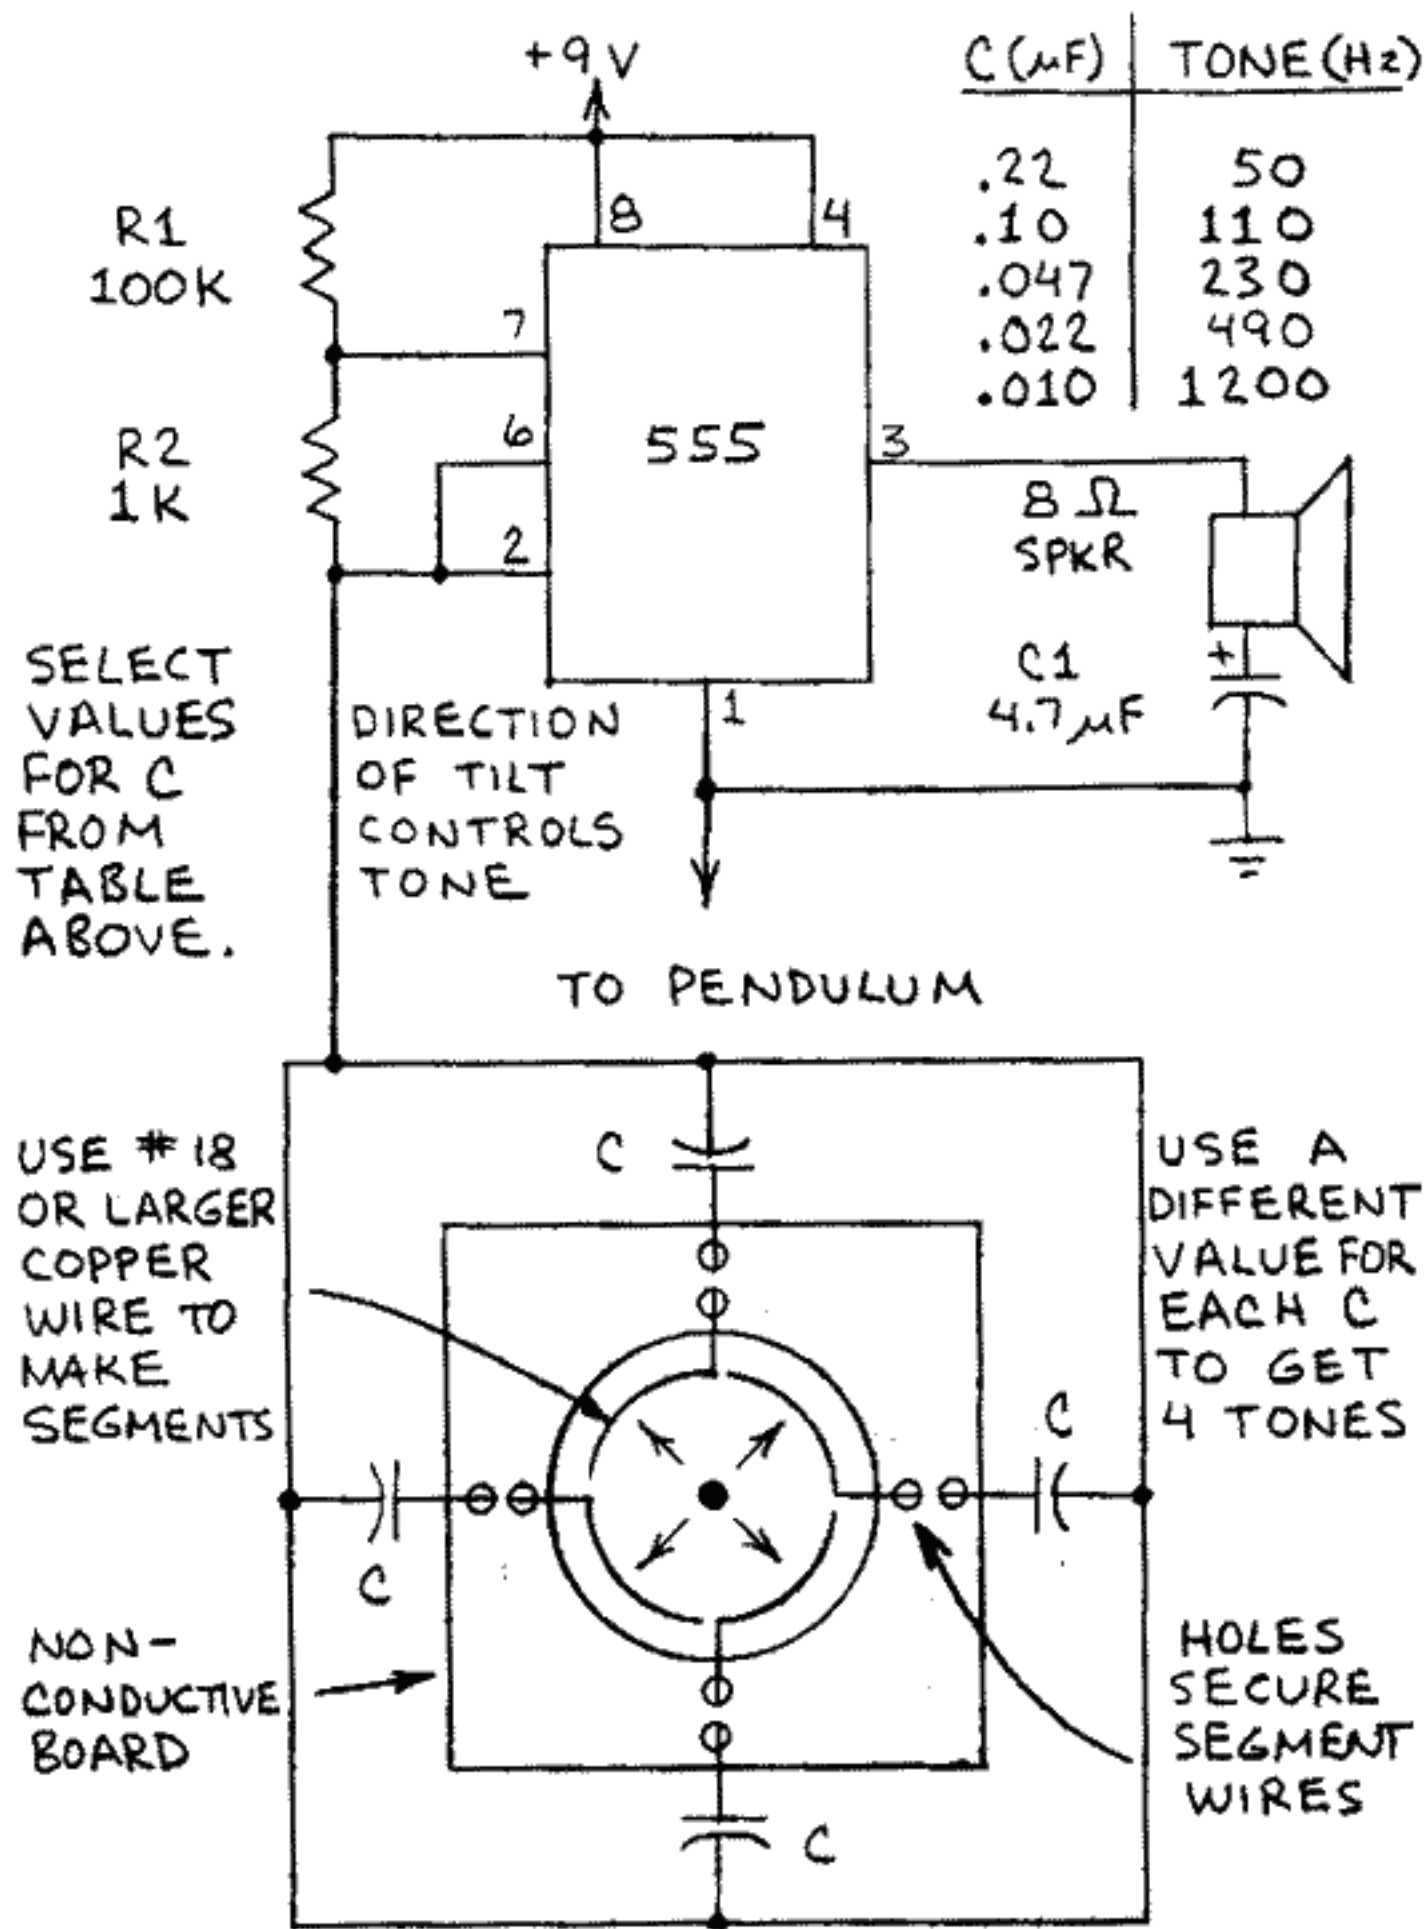 +9V
C (μF) TONE (Hz)
.22 50
.10 110
.047 230
.022 490
.010 1200
R1
100K
8
4
7
R2
1K
6
555
3
2
8 Ω
SPKR
+
C1
4.7 μF
1
SELECT
VALUES
FOR C
FROM
TABLE
ABOVE.
DIRECTION
OF TILT
CONTROLS
TONE
TO PENDULUM
USE #18
OR LARGER
COPPER
WIRE TO
MAKE
SEGMENTS
C
USE A
DIFFERENT
VALUE FOR
EACH C
TO GET
4 TONES
C
C
NON-
CONDUCTIVE
BOARD
HOLES
SECURE
SEGMENT
WIRES
C